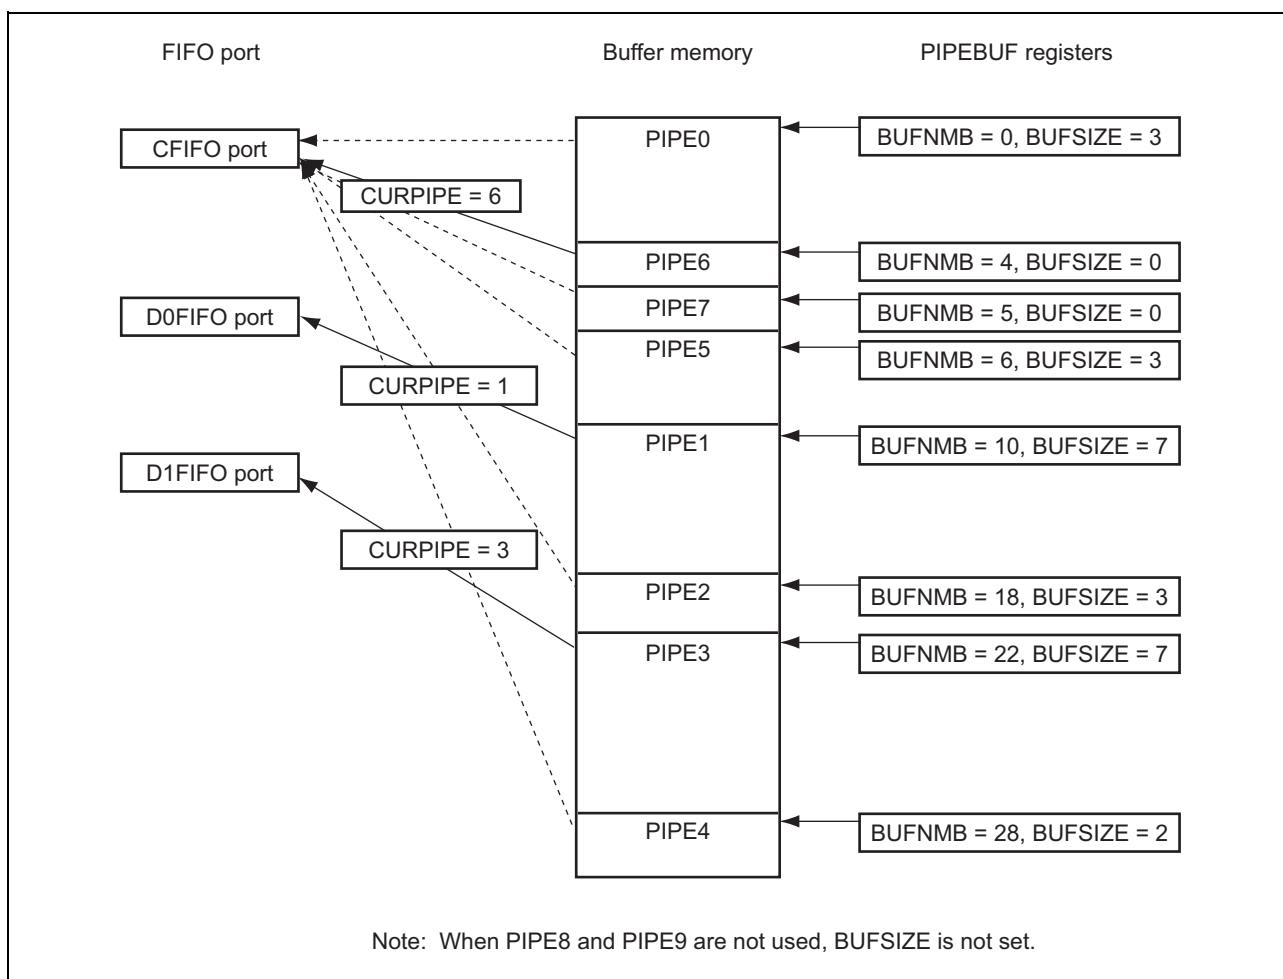 FIFO port Buffer memory PIPEBUF registers
CFIFO port PIPE0 BUFNMB = 0, BUFSIZE = 3
CURPIPE = 6
PIPE6 BUFNMB = 4, BUFSIZE = 0
D0FIFO port PIPE7 BUFNMB = 5, BUFSIZE = 0
PIPE5 BUFNMB = 6, BUFSIZE = 3
CURPIPE = 1
PIPE1 BUFNMB = 10, BUFSIZE = 7
D1FIFO port
CURPIPE = 3
PIPE2 BUFNMB = 18, BUFSIZE = 3
PIPE3 BUFNMB = 22, BUFSIZE = 7
PIPE4 BUFNMB = 28, BUFSIZE = 2
Note: When PIPE8 and PIPE9 are not used, BUFSIZE is not set.